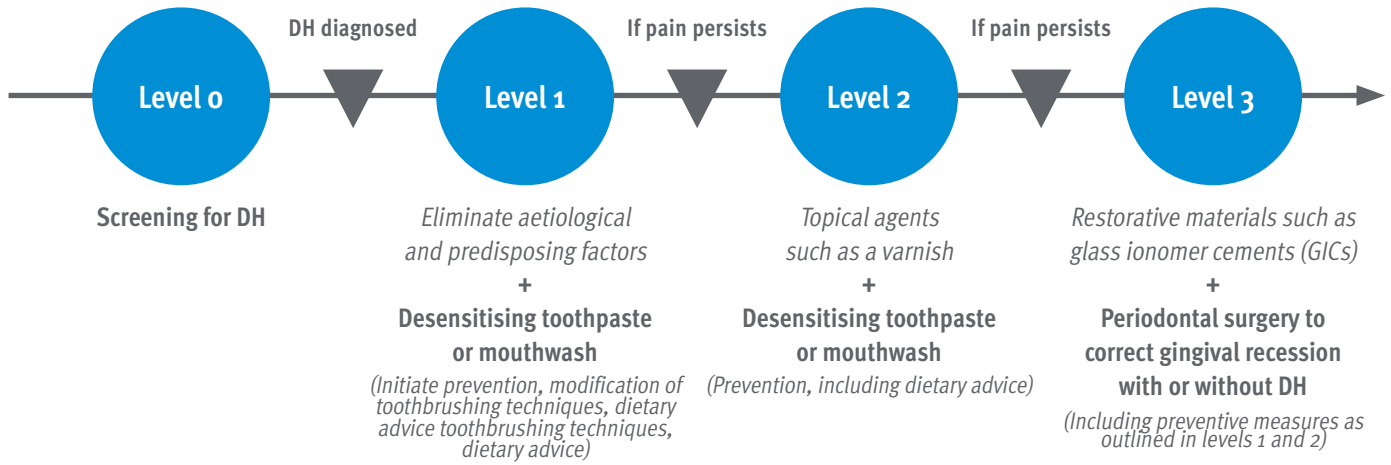 DH diagnosed
If pain persists
If pain persists
Level 0
Level 1
Level 2
Level 3
Screening for DH
Eliminate aetiological
and predisposing factors
+
Desensitising toothpaste
or mouthwash
(Initiate prevention, modification of
toothbrushing techniques, dietary
advice toothbrushing techniques,
dietary advice)
Topical agents
such as a varnish
+
Desensitising toothpaste
or mouthwash
(Prevention, including dietary advice)
Restorative materials such as
glass ionomer cements (GICs)
+
Periodontal surgery to
correct gingival recession
with or without DH
(Including preventive measures as
outlined in levels 1 and 2)